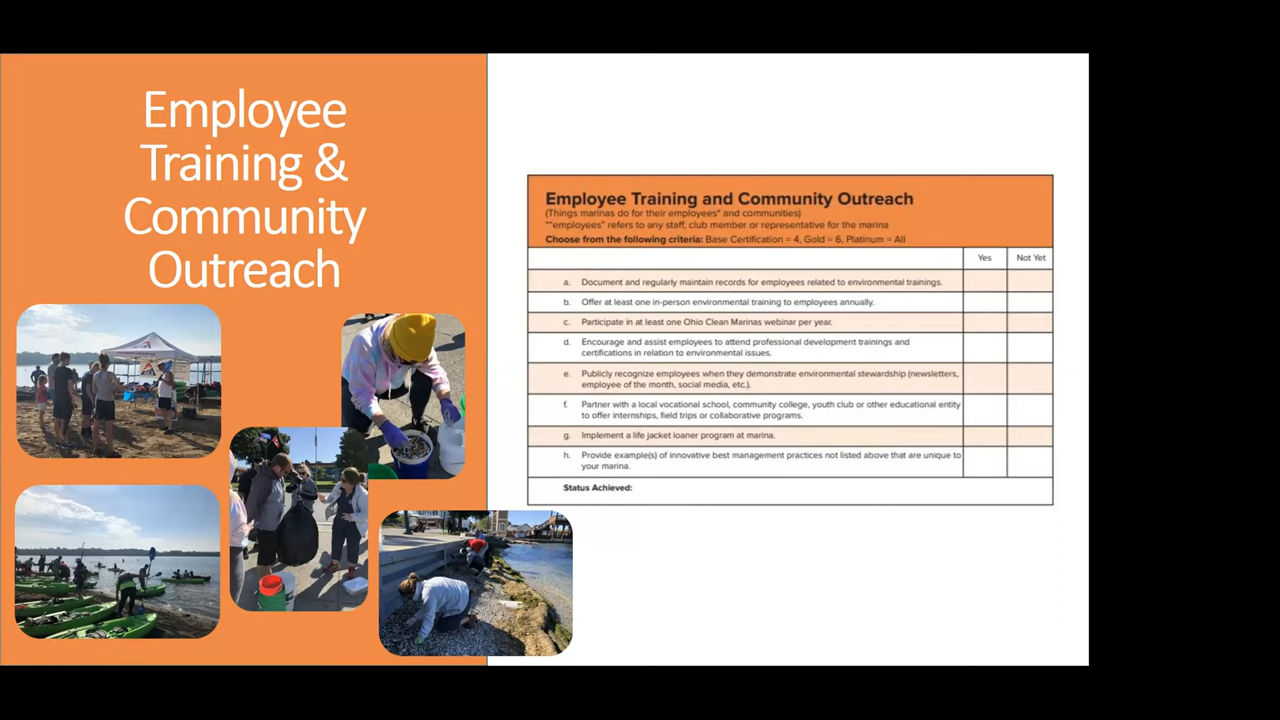 Employee
Training &
Community
Outreach
Employee Training and Community Outreach
(Things marinas do for their employees* and communities)
*"employees" refers to any staff, club member or representative for the marina
Choose from the following criteria: Base Certification = 4, Gold = 6, Platinum = All
Yes Not Yet
a. Document and regularly maintain records for employees related to environmental trainings.
b. Offer at least one in-person environmental training to employees annually.
c. Participate in at least one Ohio Clean Marinas webinar per year.
d. Encourage and assist employees to attend professional development trainings and
certifications in relation to environmental issues.
e. Publicly recognize employees when they demonstrate environmental stewardship (newsletters,
employee of the month, social media, etc.).
f. Partner with a local vocational school, community college, youth club or other educational entity
to offer internships, field trips or collaborative programs.
g. Implement a life jacket loaner program at marina.
h. Provide example(s) of innovative best management practices not listed above that are unique to
your marina.
Status Achieved: